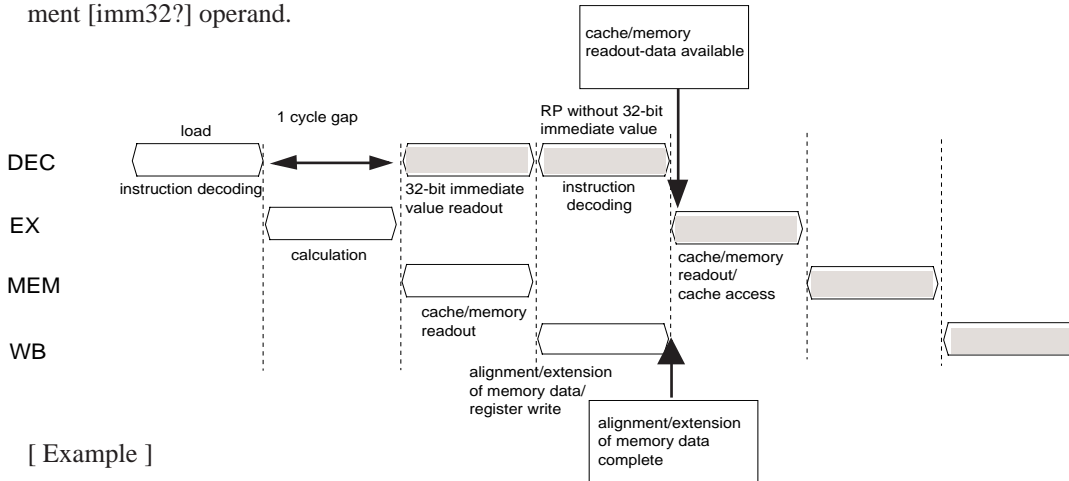 ment [imm32?] operand.
cache/memory
readout-data available
1 cycle gap
RP without 32-bit
immediate value
load
DEC
instruction decoding
32-bit immediate
value readout
instruction
decoding
EX
calculation
cache/memory
readout/
cache access
MEM
cache/memory
readout
WB
alignment/extension
of memory data/
register write
alignment/extension
of memory data
complete
[ Example ]